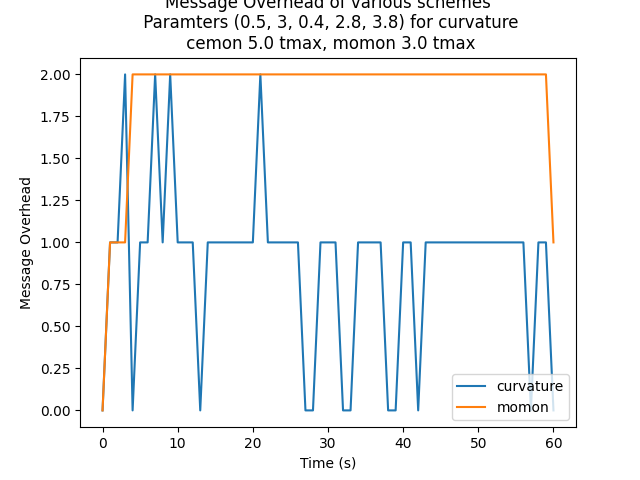 Message Overhead of various schemes
Paramters (0.5, 3, 0.4, 2.8, 3.8) for curvature
cemon 5.0 tmax, momon 3.0 tmax
2.00
1.75
1.50
1.25
1.00
0.75
0.50
0.25
0.00
Message Overhead
0 10 20 30 40 50 60
Time (s)
curvature
momon